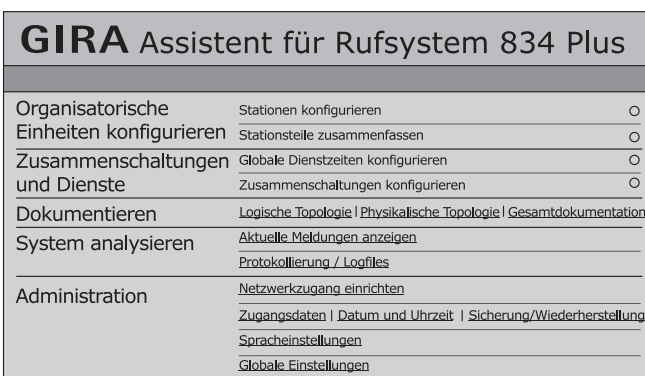 GIRA Assistent für Rufsystem 834 Plus
Organisatorische
Einheiten konfigurieren
Stationen konfigurieren
Stationsteile zusammenfassen
Zusammenschaltungen
und Dienste
Globale Dienstzeiten konfigurieren
Zusammenschaltungen konfigurieren
Dokumentieren
Logische Topologie | Physikalische Topologie | Gesamtdokumentation
System analysieren
Aktuelle Meldungen anzeigen
Protokollierung / Logfiles
Administration
Netzwerkzugang einrichten
Zugangsdaten | Datum und Uhrzeit | Sicherung/Wiederherstellung
Spracheinstellungen
Globale Einstellungen